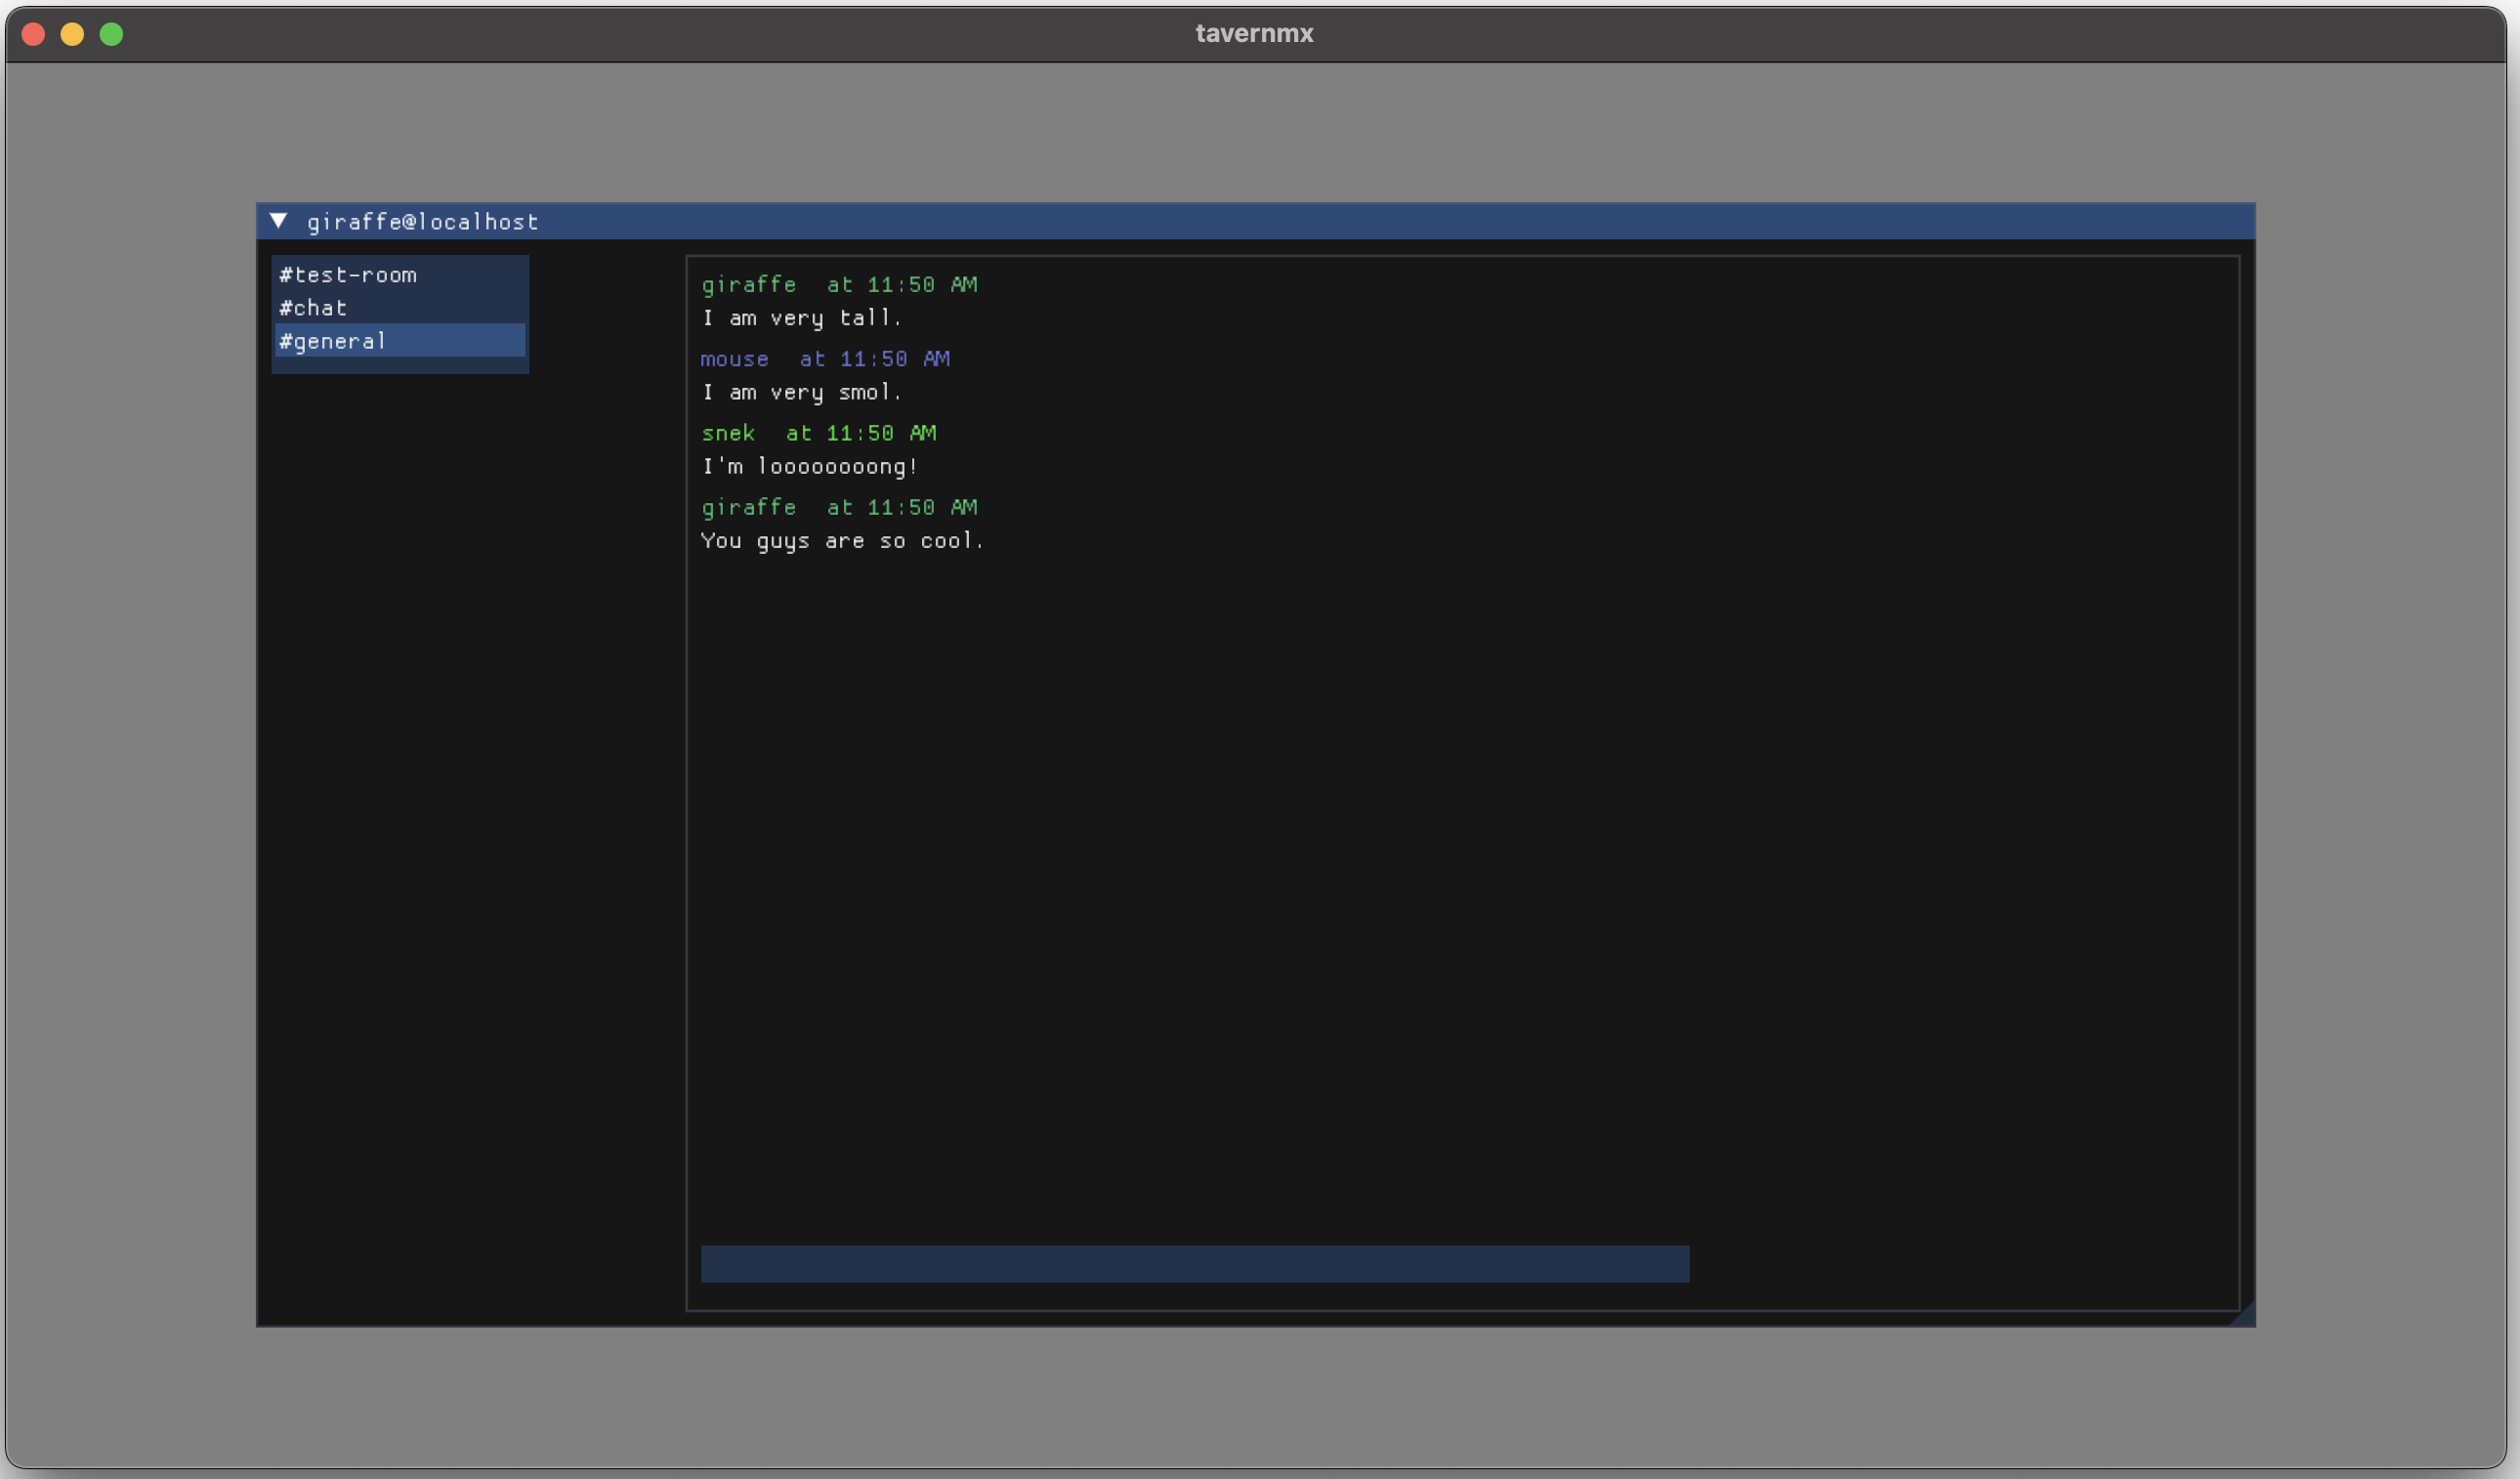 tavernmx
giraffe@localhost
#test-room
#chat
#general
giraffe  at 11:50 AM
I am very tall.
mouse  at 11:50 AM
I am very smol.
snek  at 11:50 AM
I'm loooooooong!
giraffe  at 11:50 AM
You guys are so cool.